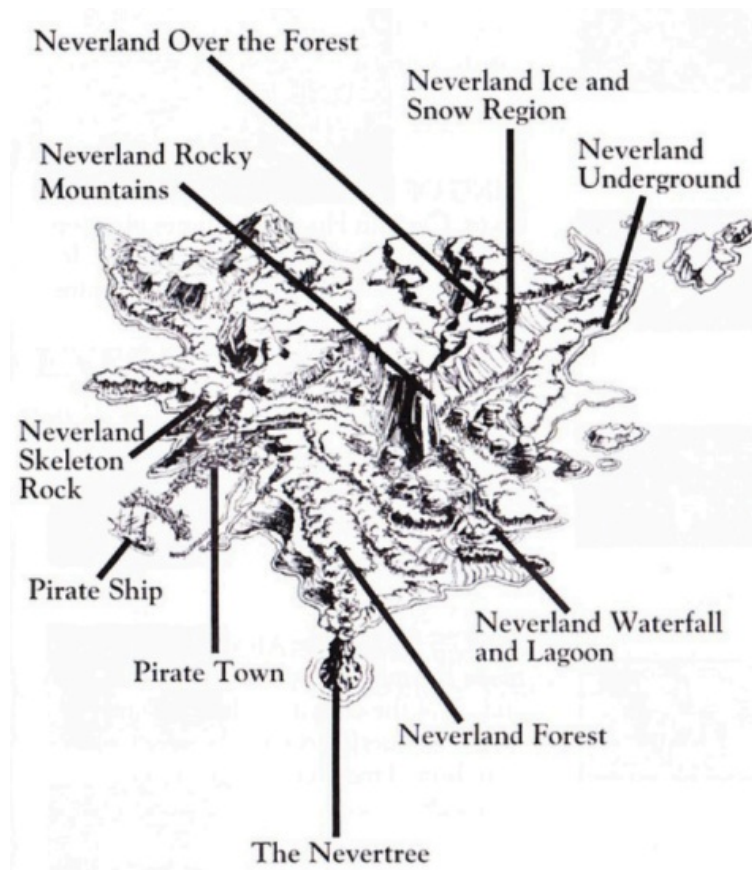 Neverland Over the Forest
Neverland Ice and
Snow Region
Neverland Rocky
Mountains
Neverland
Underground
Neverland
Skeleton
Rock
Pirate Ship
Pirate Town
Neverland Waterfall
and Lagoon
Neverland Forest
The Nevertree